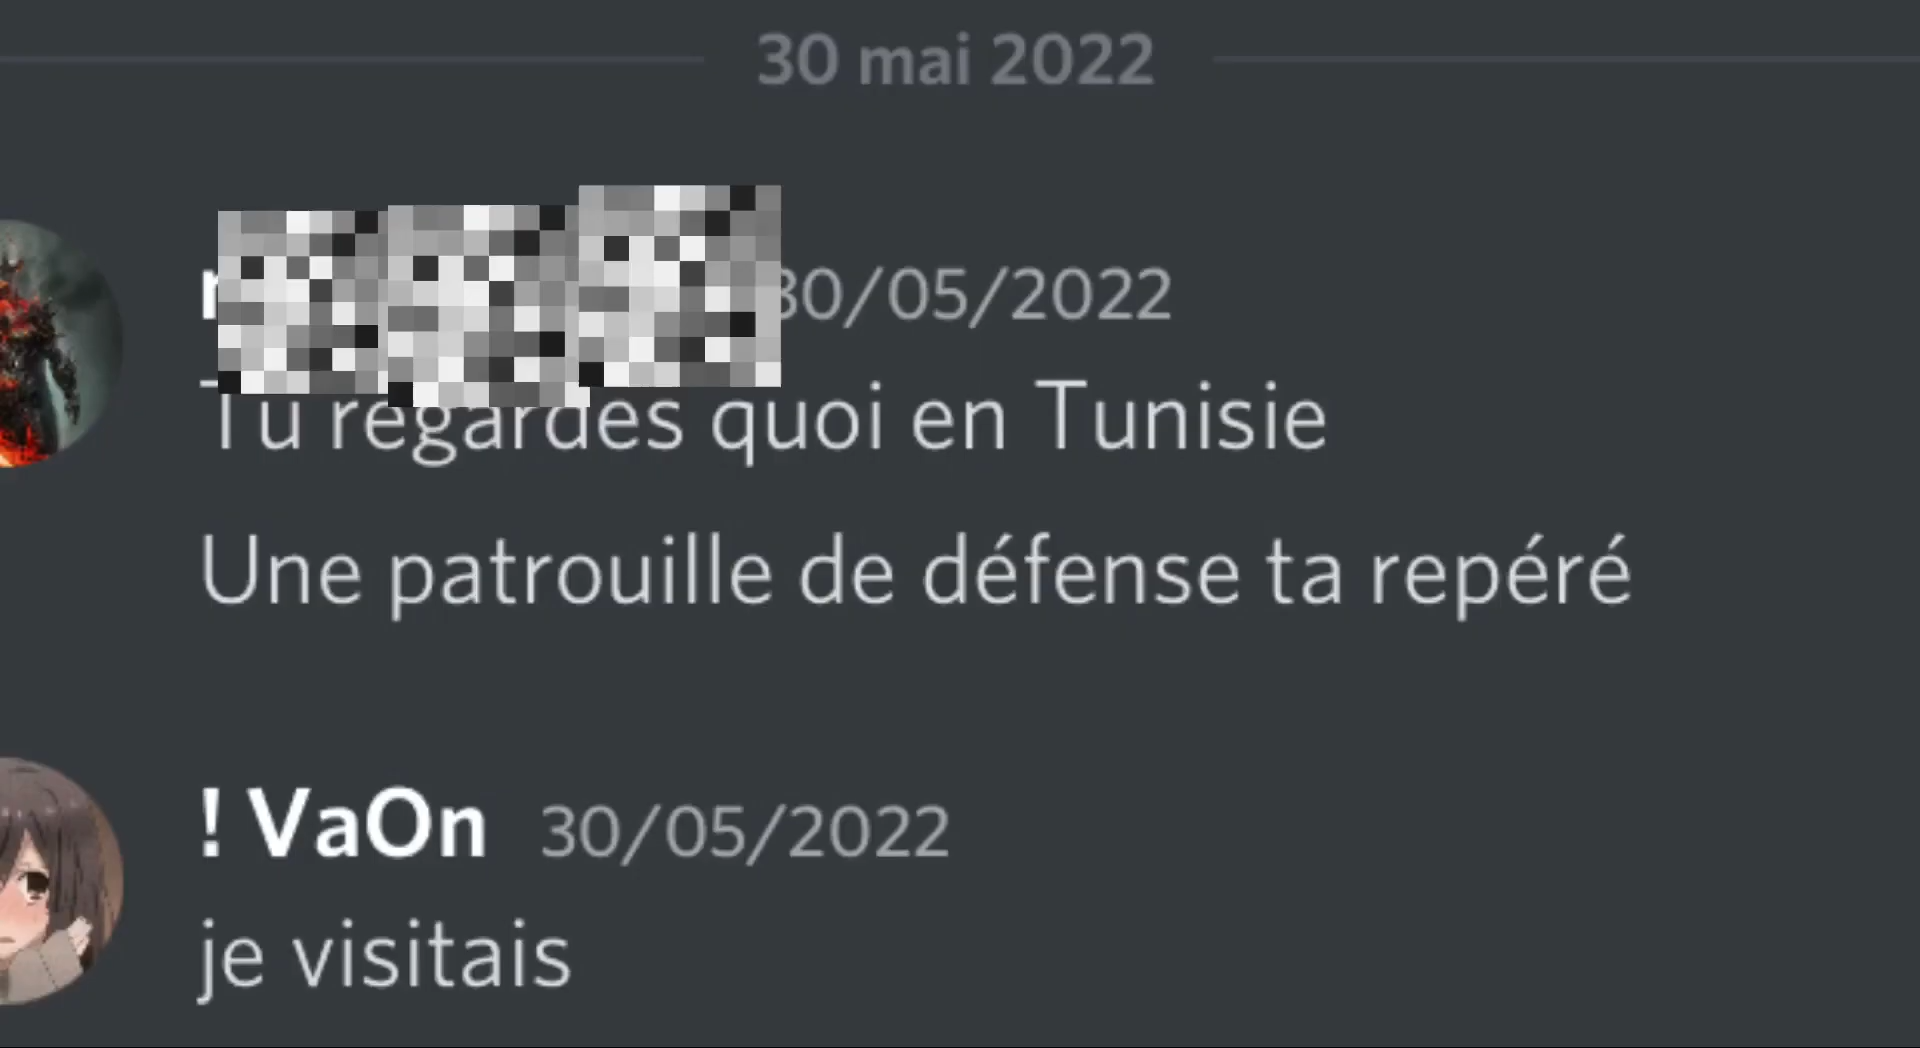 30 mai 2022
30/05/2022
Tu regardes quoi en Tunisie
Une patrouille de défense ta repéré
! VaOn 30/05/2022
je visitais